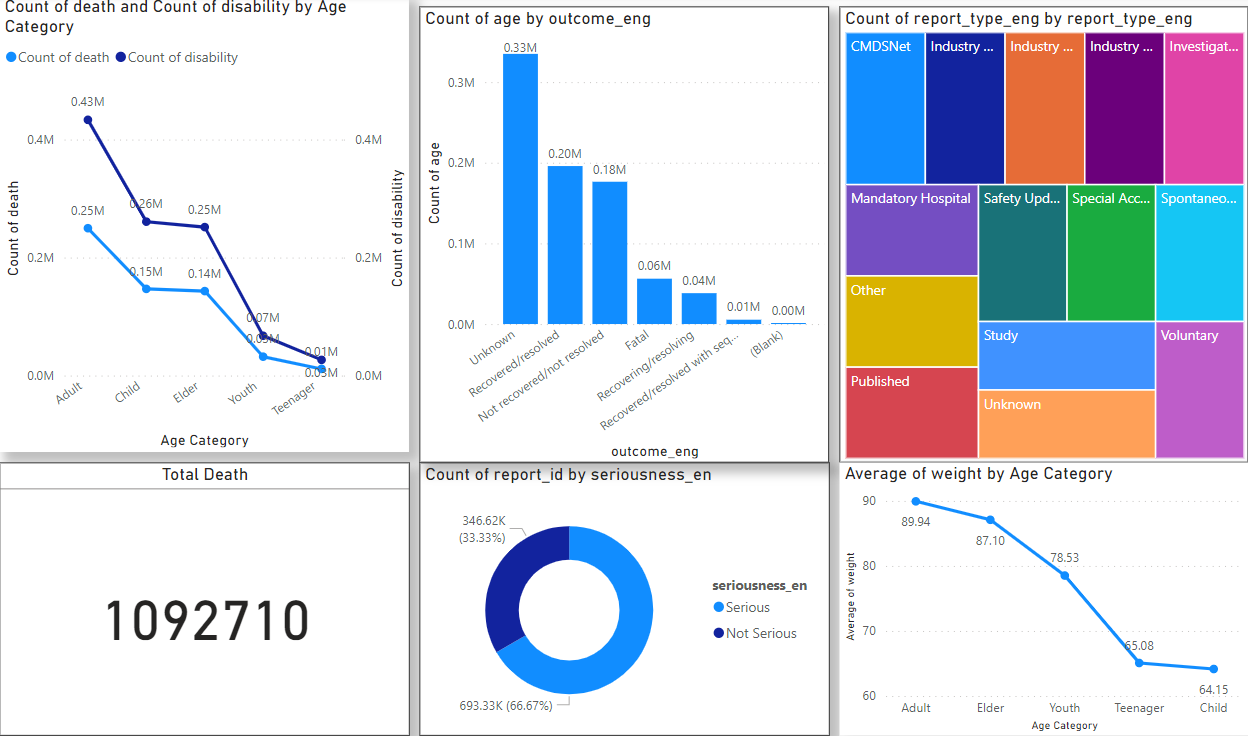 Count of death and Count of disability by Age
Category
Count of death Count of disability
0.43M
0.4M 0.4M
0.26M
0.25M
0.25M
0.2M 0.2M
0.15M
0.14M
0.07M
0.01M
0.03M
0.0M 0.0M
Count of death
Count of disability
Adult
Child
Elder
Youth
Teenager
Age Category
Count of age by outcome_eng
0.33M
0.3M
0.20M
0.2M
0.18M
0.1M
0.06M
0.04M
0.01M
0.00M
0.0M
Count of age
Unknown
Recovered/resolved
Not recovered/not resolved
Fatal
Recovering/resolving
Recovered/resolved with seq...
(Blank)
outcome_eng
Count of report_type_eng by report_type_eng
CMDSNet
Industry ...
Industry ...
Industry ...
Investigat...
Mandatory Hospital
Safety Upd...
Special Acc...
Spontaneo...
Other
Study
Voluntary
Published
Unknown
Total Death
1092710
Count of report_id by seriousness_en
346.62K
(33.33%)
693.33K (66.67%)
seriousness_en
Serious
Not Serious
Average of weight by Age Category
90
89.94
87.10
80
78.53
70
65.08
64.15
60
Average of weight
Adult
Elder
Youth
Teenager
Child
Age Category